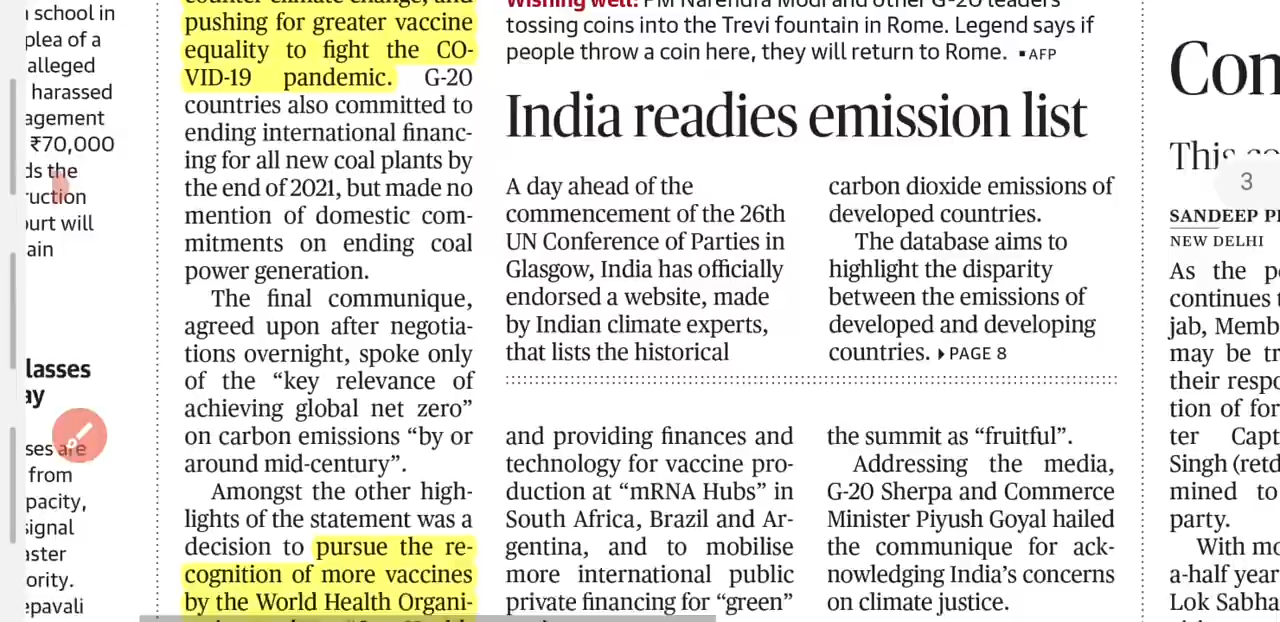 school in
plea of a
alleged
harassed
agement
₹70,000
ds the
ruction
ourt will
ain
lasses
ay
ses are
from
pacity,
signal
aster
ority.
epavali
pushing for greater vaccine
equality to fight the CO-
VID-19 pandemic. G-20
countries also committed to
ending international financ-
ing for all new coal plants by
the end of 2021, but made no
mention of domestic com-
mitments on ending coal
power generation.
The final communique,
agreed upon after negotia-
tions overnight, spoke only
of the “key relevance of
achieving global net zero”
on carbon emissions “by or
around mid-century”.
Amongst the other high-
lights of the statement was a
decision to pursue the re-
cognition of more vaccines
by the World Health Organi-
Wishing well: PM Narendra Modi and other G-20 leaders
tossing coins into the Trevi fountain in Rome. Legend says if
people throw a coin here, they will return to Rome. ▪AFP
India readies emission list
A day ahead of the
commencement of the 26th
UN Conference of Parties in
Glasgow, India has officially
endorsed a website, made
by Indian climate experts,
that lists the historical
carbon dioxide emissions of
developed countries.
The database aims to
highlight the disparity
between the emissions of
developed and developing
countries. ▸ PAGE 8
and providing finances and
technology for vaccine pro-
duction at “mRNA Hubs” in
South Africa, Brazil and Ar-
gentina, and to mobilise
more international public
private financing for “green”
the summit as “fruitful”.
Addressing the media,
G-20 Sherpa and Commerce
Minister Piyush Goyal hailed
the communique for ack-
nowledging India’s concerns
on climate justice.
Con
This
3
SANDEEP
NEW DELHI
As the
continues
jab, Memb
may be
their respo
tion of for
ter Capt
Singh (retd
mined to
party.
With mo
a-half year
Lok Sabha